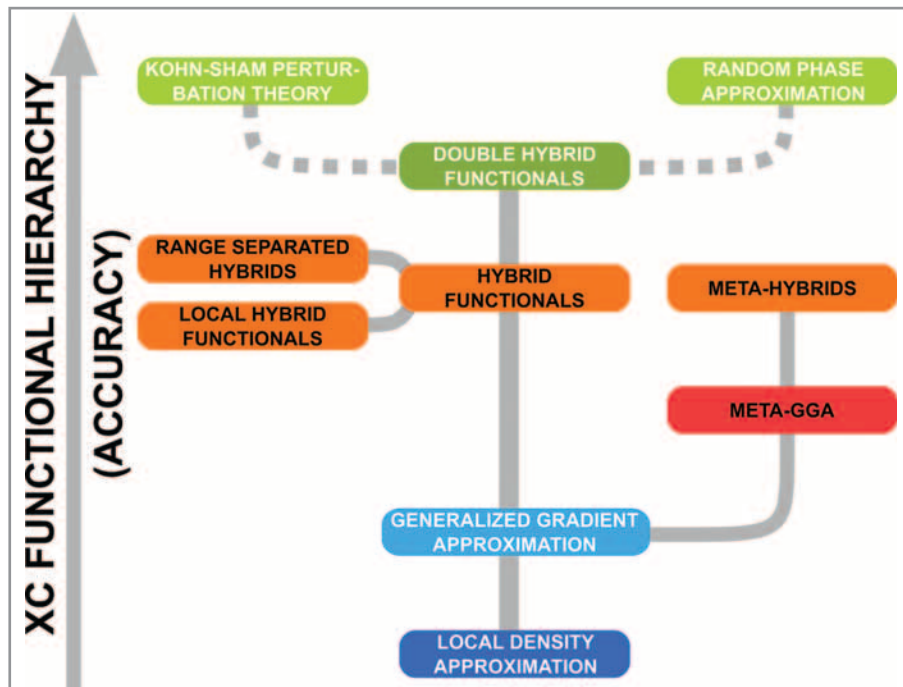 XC FUNCTIONAL HIERARCHY
(ACCURACY)
KOHN-SHAM PERTUR-
BATION THEORY
RANDOM PHASE
APPROXIMATION
DOUBLE HYBRID
FUNCTIONALS
RANGE SEPARATED
HYBRIDS
HYBRID
FUNCTIONALS
META-HYBRIDS
LOCAL HYBRID
FUNCTIONALS
META-GGA
GENERALIZED GRADIENT
APPROXIMATION
LOCAL DENSITY
APPROXIMATION